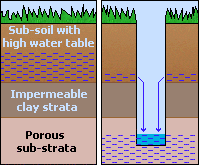 Sub-soil with
high water table
Impermeable
clay strata
Porous
sub-strata